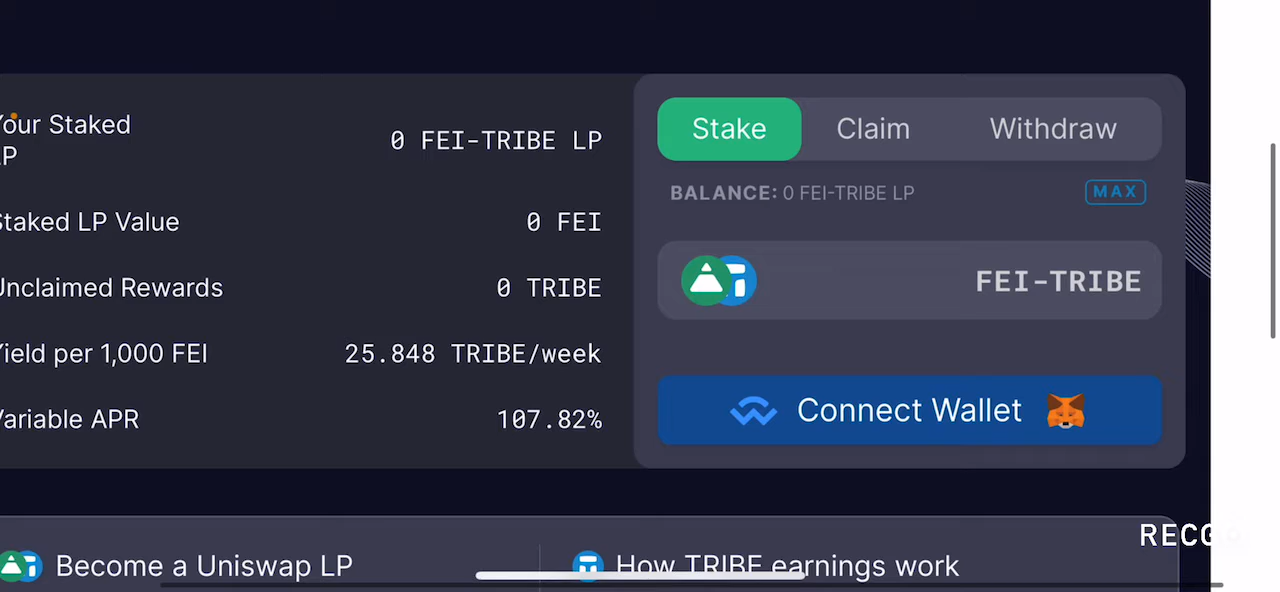 Your Staked
LP
0 FEI-TRIBE LP
Staked LP Value
0 FEI
Unclaimed Rewards
0 TRIBE
Yield per 1,000 FEI
25.848 TRIBE/week
Variable APR
107.82%
Stake
Claim
Withdraw
BALANCE: 0 FEI-TRIBE LP
MAX
FEI-TRIBE
Connect Wallet
Become a Uniswap LP
How TRIBE earnings work